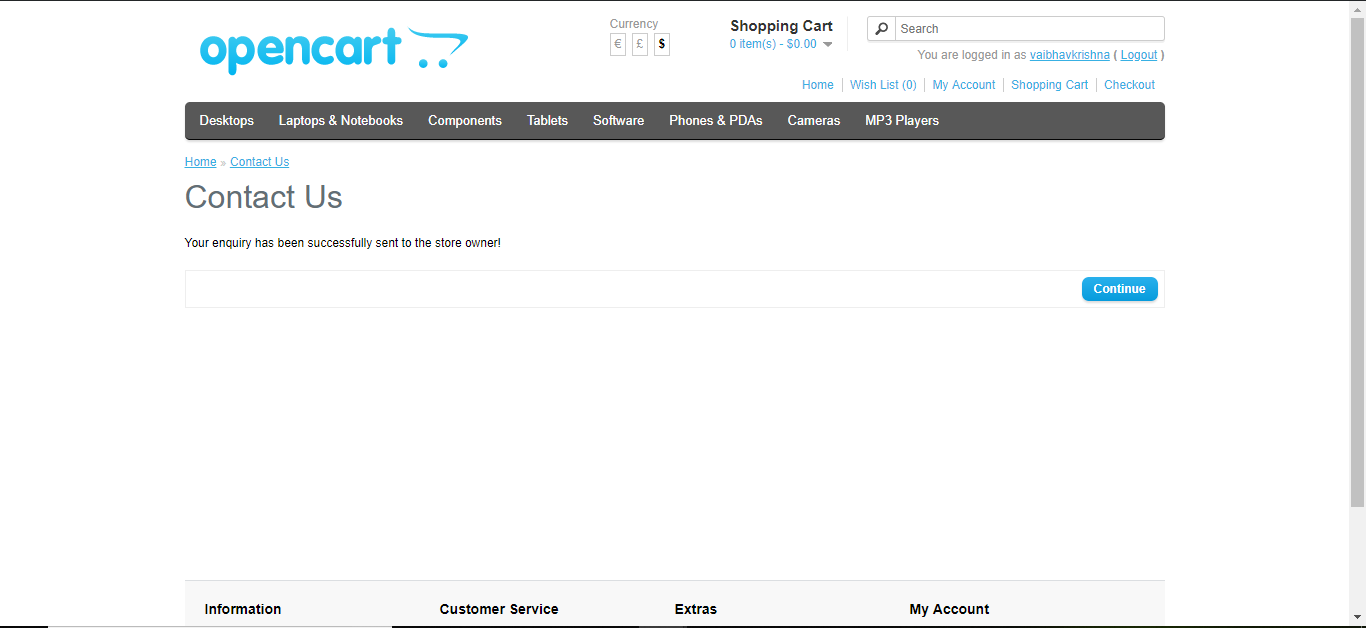 opencart
Currency
€ £ $
Shopping Cart
0 item(s) - $0.00
Search
You are logged in as vaibhavkrishna ( Logout )
Home Wish List (0) My Account Shopping Cart Checkout
Desktops Laptops & Notebooks Components Tablets Software Phones & PDAs Cameras MP3 Players
Home » Contact Us
Contact Us
Your enquiry has been successfully sent to the store owner!
Continue
Information Customer Service Extras My Account